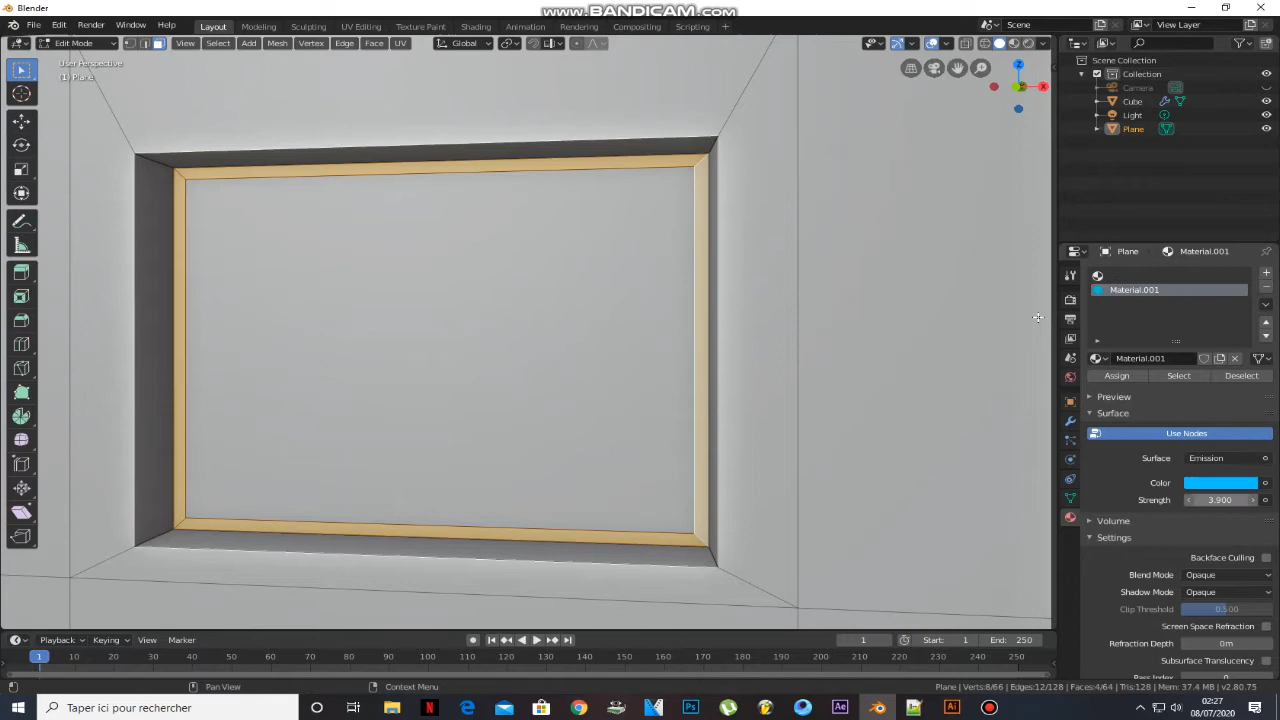 Blender
www.BANDICAM.com
File Edit Render Window Help
Layout Modeling Sculpting UV Editing Texture Paint Shading Animation Rendering Compositing Scripting +
Scene
View Layer
Edit Mode
View Select Add Mesh Vertex Edge Face UV
Global
User Perspective
(1) Plane
Z
X
Scene Collection
Collection
Camera
Cube
Light
Plane
Plane
Material.001
Material.001
Material.001
Assign Select Deselect
Preview
Surface
Use Nodes
Surface Emission
Color
Strength 3.900
Volume
Settings
Backface Culling
Blend Mode Opaque
Shadow Mode Opaque
Clip Threshold 0.500
Screen Space Refraction
Refraction Depth 0m
Subsurface Translucency
Pass Index 0
Playback Keying View Marker
1
Start: 1
End: 250
1 10 20 30 40 50 60 70 80 90 100 110 120 130 140 150 160 170 180 190 200 210 220 230 240 250
Pan View
Context Menu
Plane | Verts:8/66 | Edges:12/128 | Faces:4/64 | Tris:128 | Mem: 37.4 MB | v2.80.75
Taper ici pour rechercher
02:27
08/07/2020